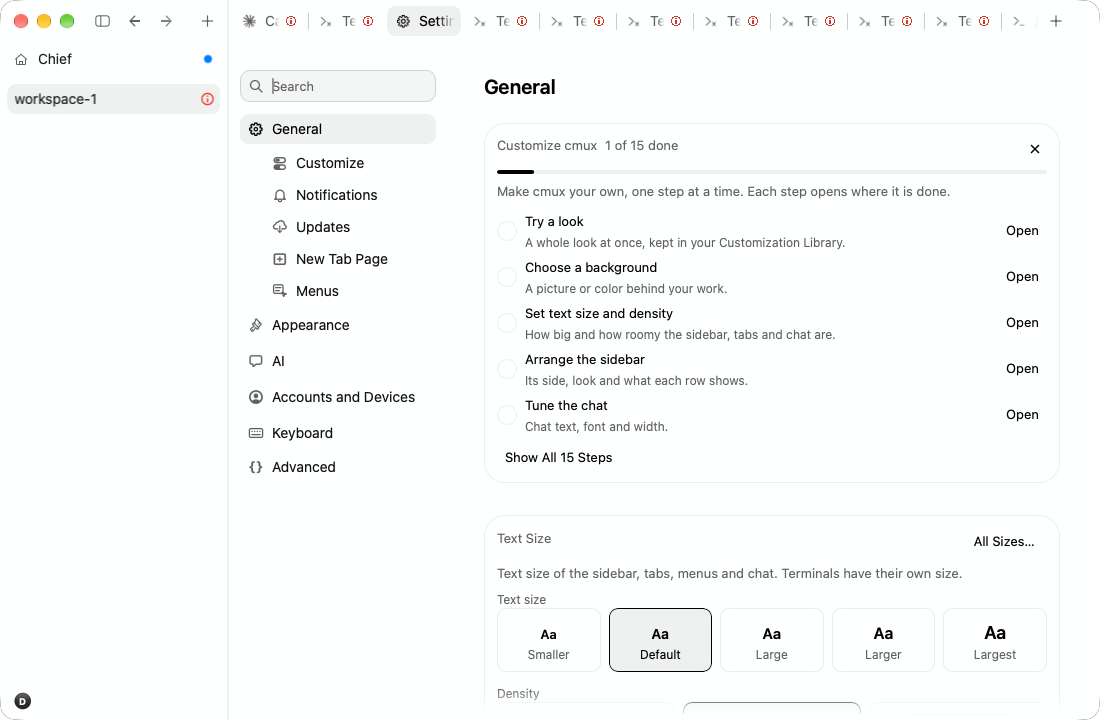 Settin
Chief
workspace-1
Search
General
Customize
Notifications
Updates
New Tab Page
Menus
Appearance
AI
Accounts and Devices
Keyboard
Advanced
General
Customize cmux 1 of 15 done
Make cmux your own, one step at a time. Each step opens where it is done.
Try a look
A whole look at once, kept in your Customization Library.
Open
Choose a background
A picture or color behind your work.
Open
Set text size and density
How big and how roomy the sidebar, tabs and chat are.
Open
Arrange the sidebar
Its side, look and what each row shows.
Open
Tune the chat
Chat text, font and width.
Open
Show All 15 Steps
Text Size
All Sizes...
Text size of the sidebar, tabs, menus and chat. Terminals have their own size.
Text size
Aa Aa Aa Aa Aa
Smaller Default Large Larger Largest
Density
D